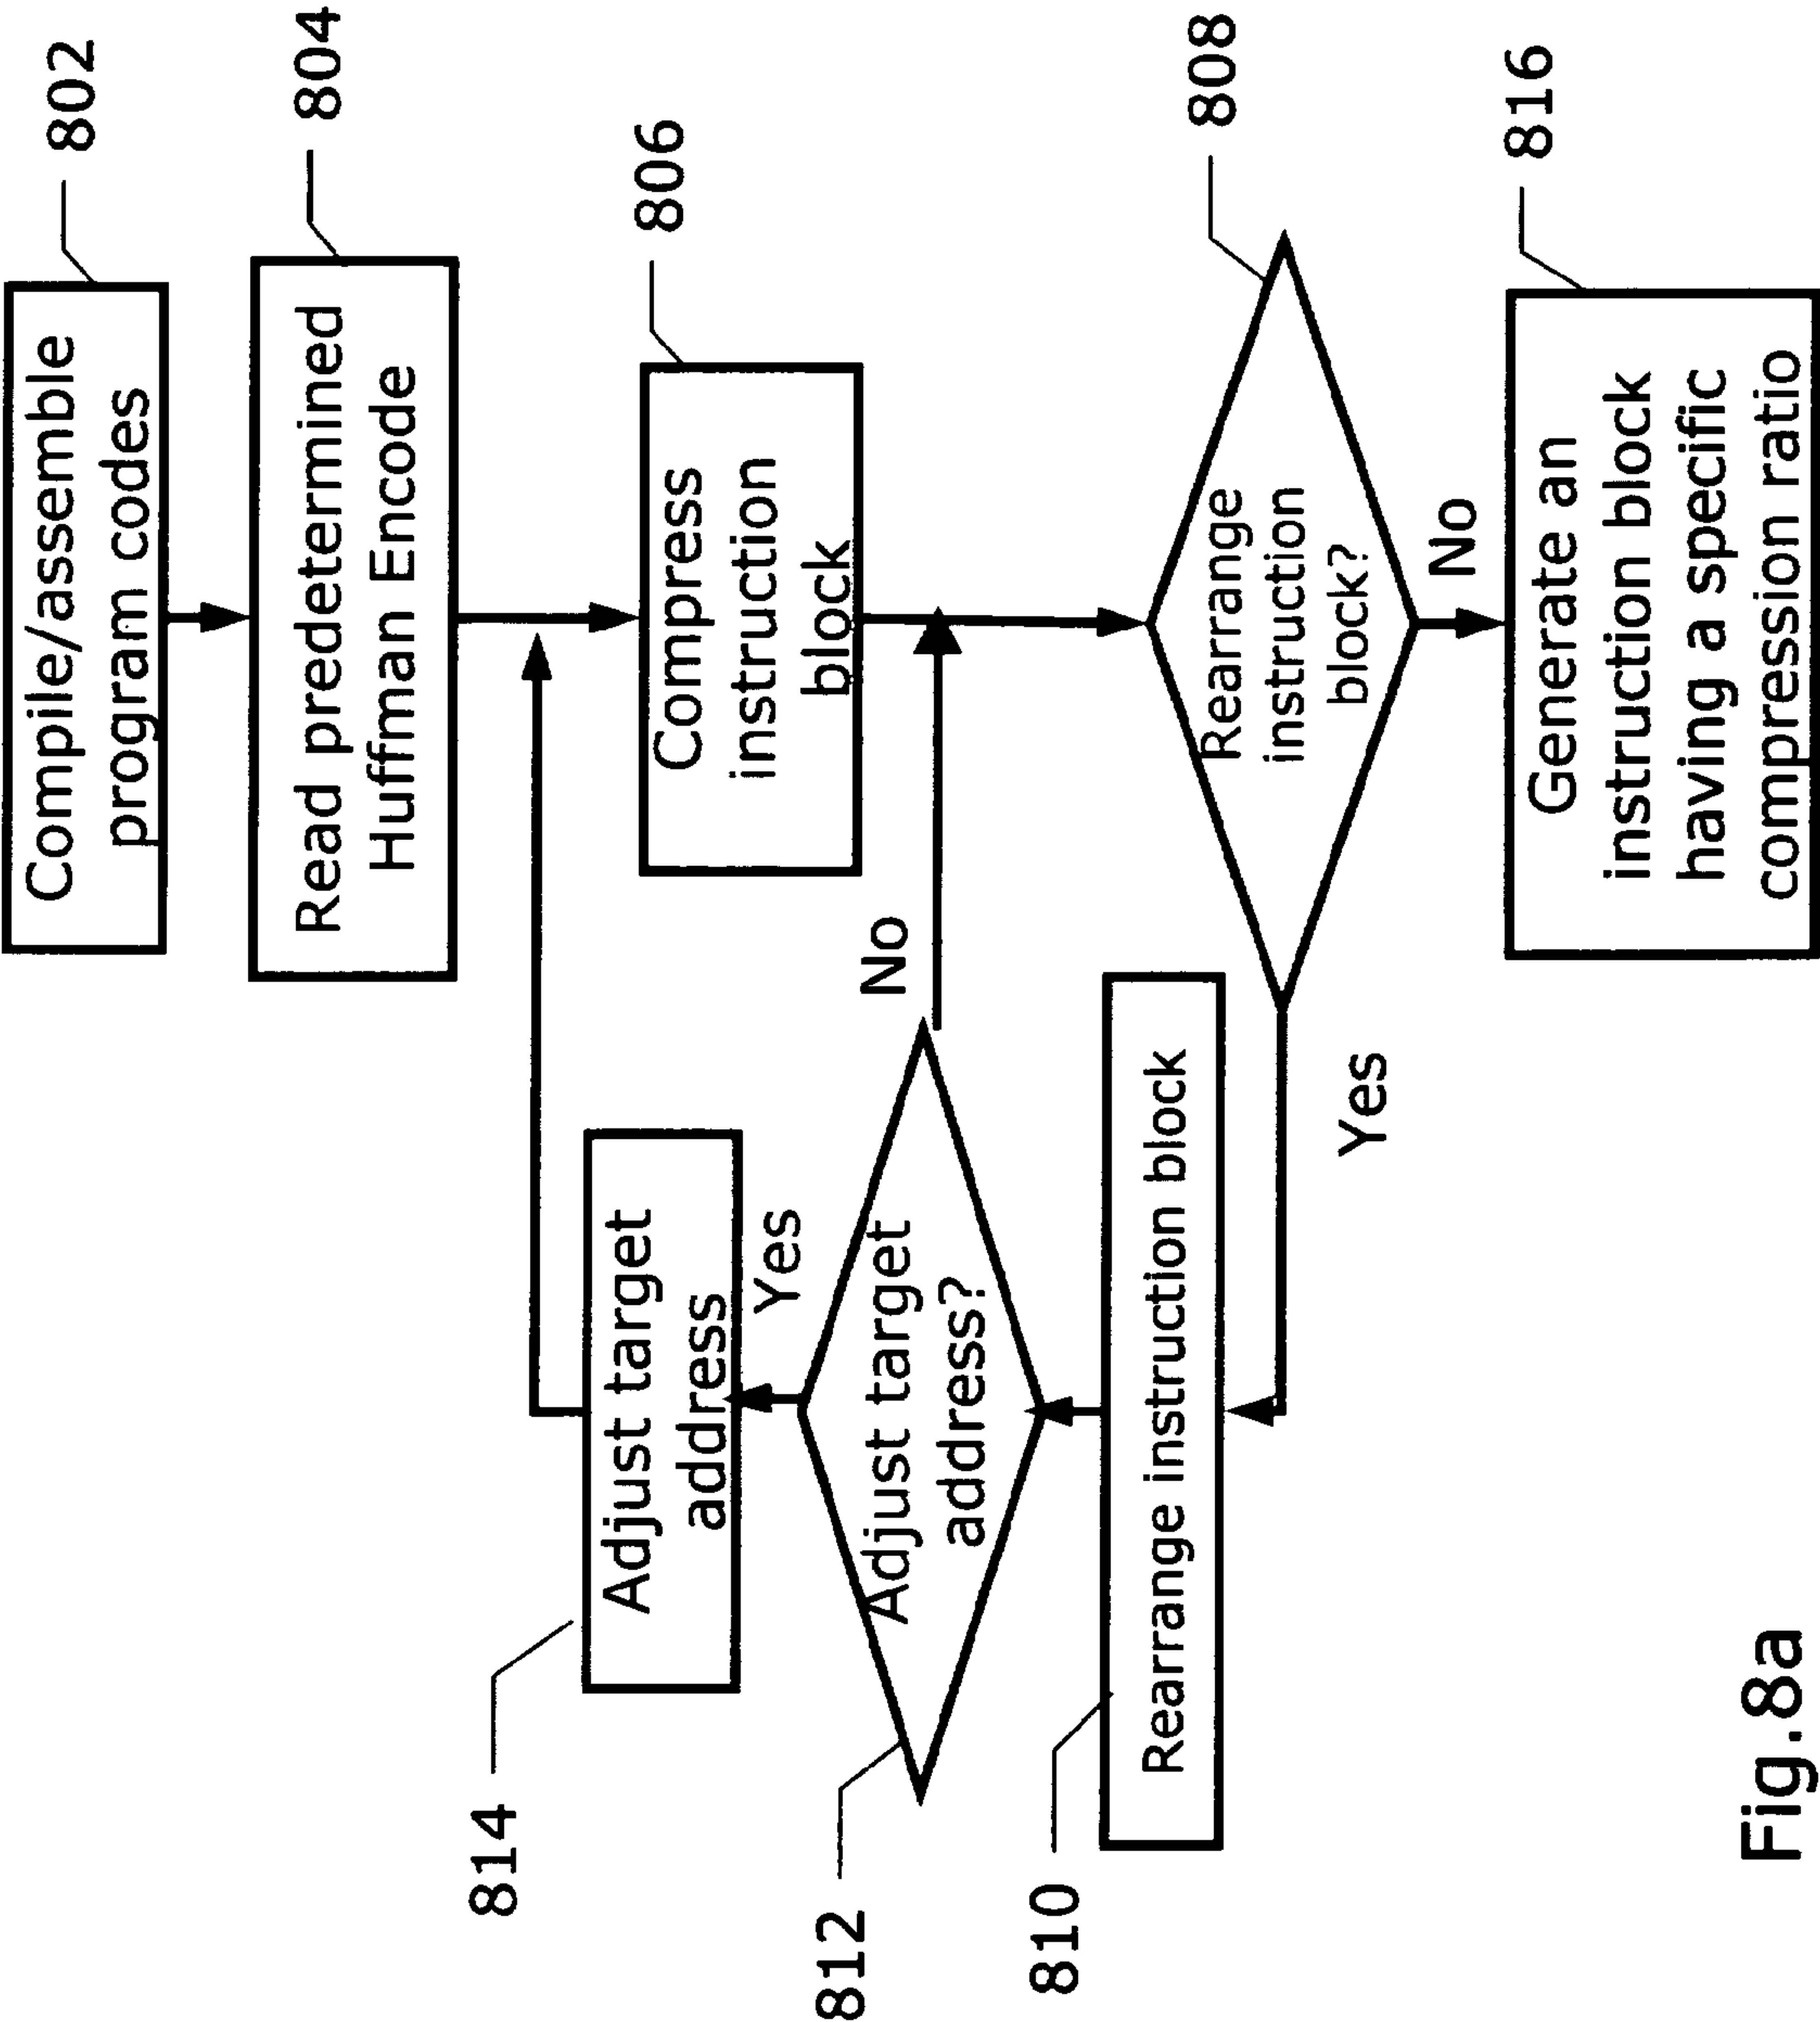 Compile/assemble
program codes
802
Read predetermined
Huffman Encode
804
Compress
instruction
block
806
Rearrange
instruction
block?
808
No
Yes
Generate an
instruction block
having a specific
compression ratio
816
814
Adjust target
address
Yes
812
Adjust target
address?
No
810
Rearrange instruction block
Fig.8a